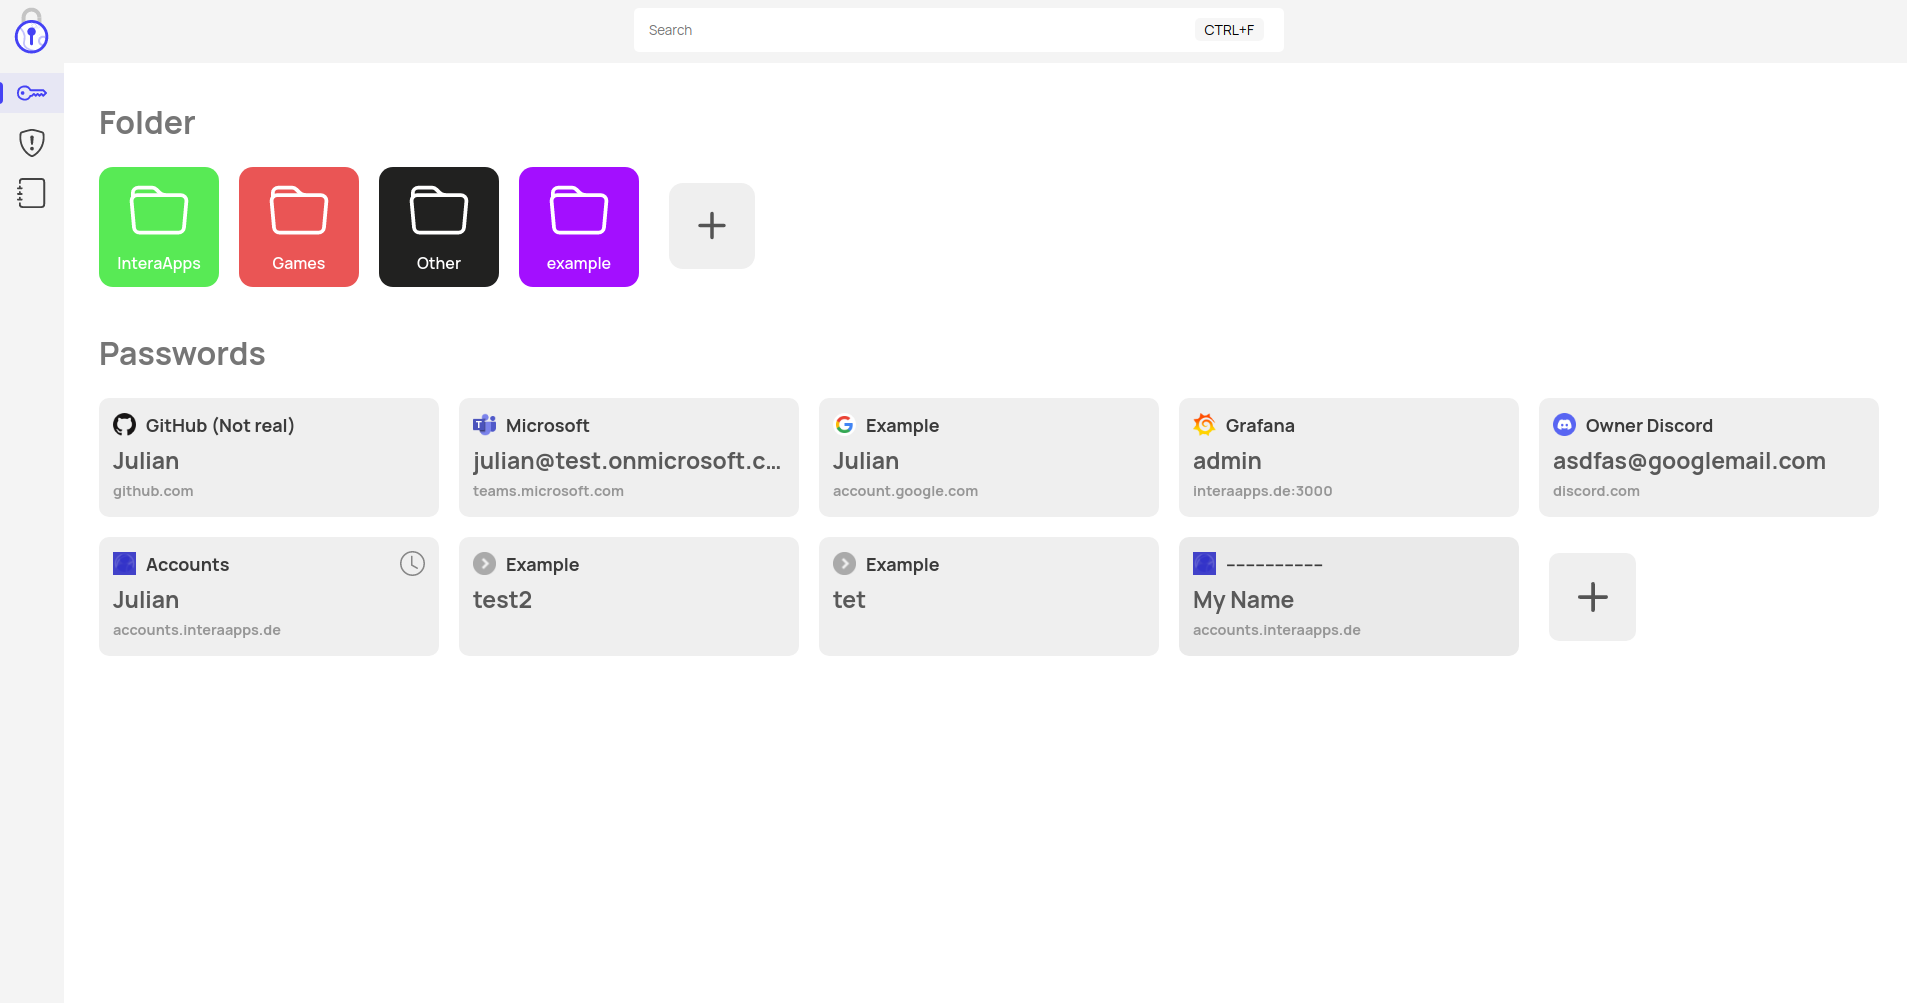 Search
CTRL+F
Folder
InteraApps
Games
Other
example
Passwords
GitHub (Not real)
Julian
github.com
Microsoft
julian@test.onmicrosoft.c...
teams.microsoft.com
Example
Julian
account.google.com
Grafana
admin
interaapps.de:3000
Owner Discord
asdfas@googlemail.com
discord.com
Accounts
Julian
accounts.interaapps.de
Example
test2
Example
tet
----------
My Name
accounts.interaapps.de